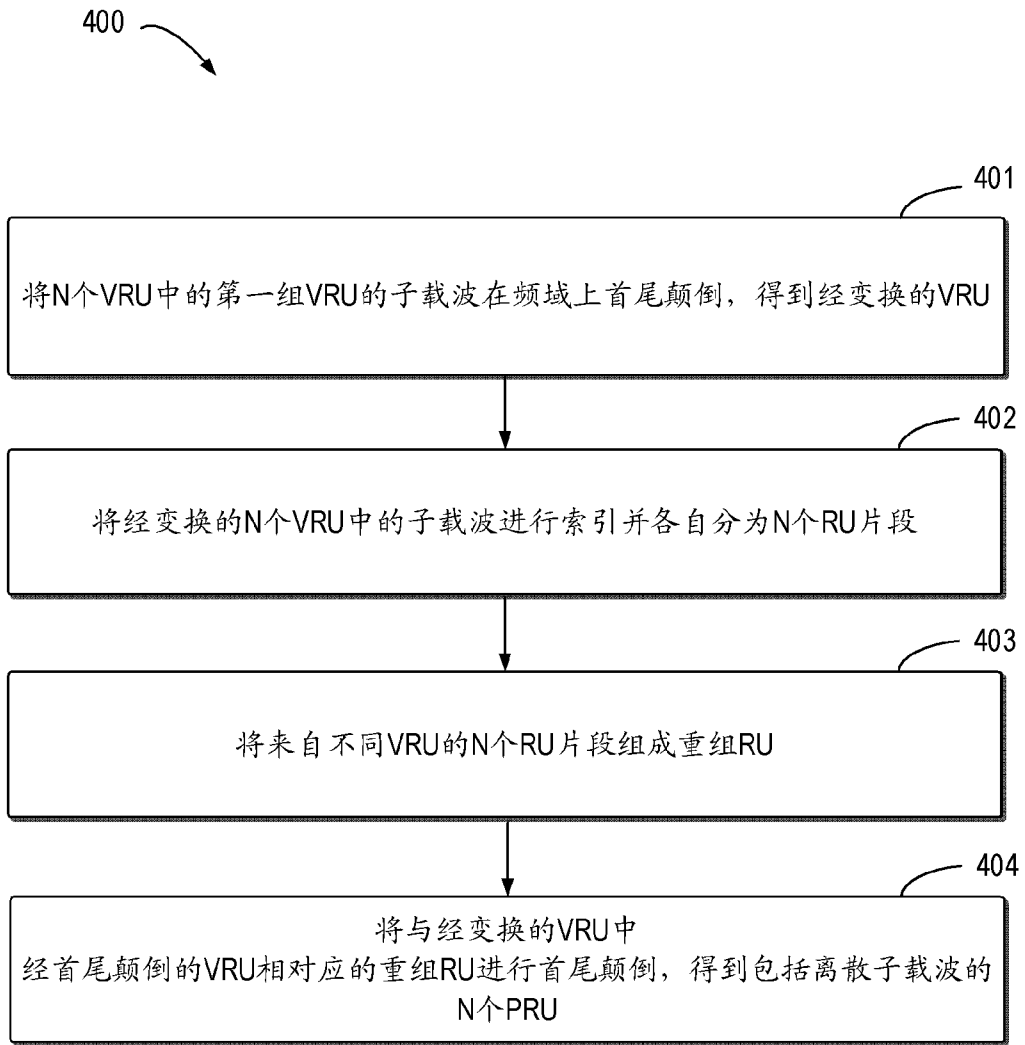 400
401
将N个VRU中的第一组VRU的子载波在频域上首尾颠倒，得到经变换的VRU
402
将经变换的N个VRU中的子载波进行索引并各自分为N个RU片段
403
将来自不同VRU的N个RU片段组成重组RU
404
将与经变换的VRU中
经首尾颠倒的VRU相对应的重组RU进行首尾颠倒，得到包括离散子载波的
N个PRU